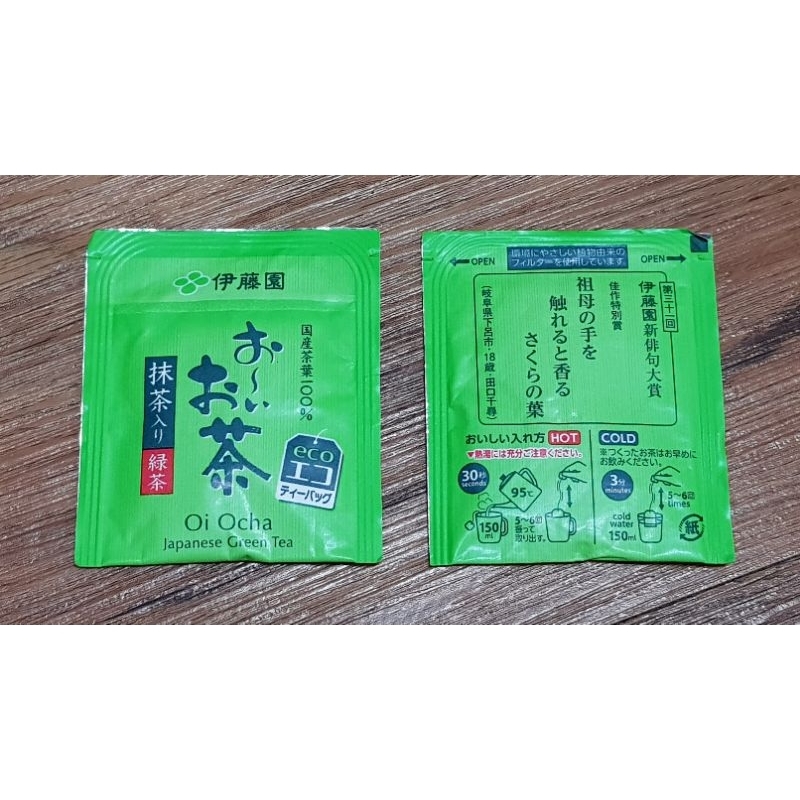 伊藤園
国産茶葉一〇〇%
お〜いお茶
抹茶入り
緑茶
eco
エコ
ティーバッグ
Oi Ocha
Japanese Green Tea
OPEN
環境にやさしい植物由来の
フィルターを使用しています。
OPEN
第三十一回
伊藤園新俳句大賞
佳作特別賞
祖母の手を
触れると香る
さくらの葉
(岐阜県下呂市・18歳・田口千尋)
おいしい入れ方 HOT
▼熱湯には充分ご注意ください。
30秒
seconds
95℃
150
ml
5〜6回
振って
取り出す。
COLD
※つくったお茶はお早めに
お飲みください。
3分
minutes
5〜6回
times
cold
water
150ml
紙